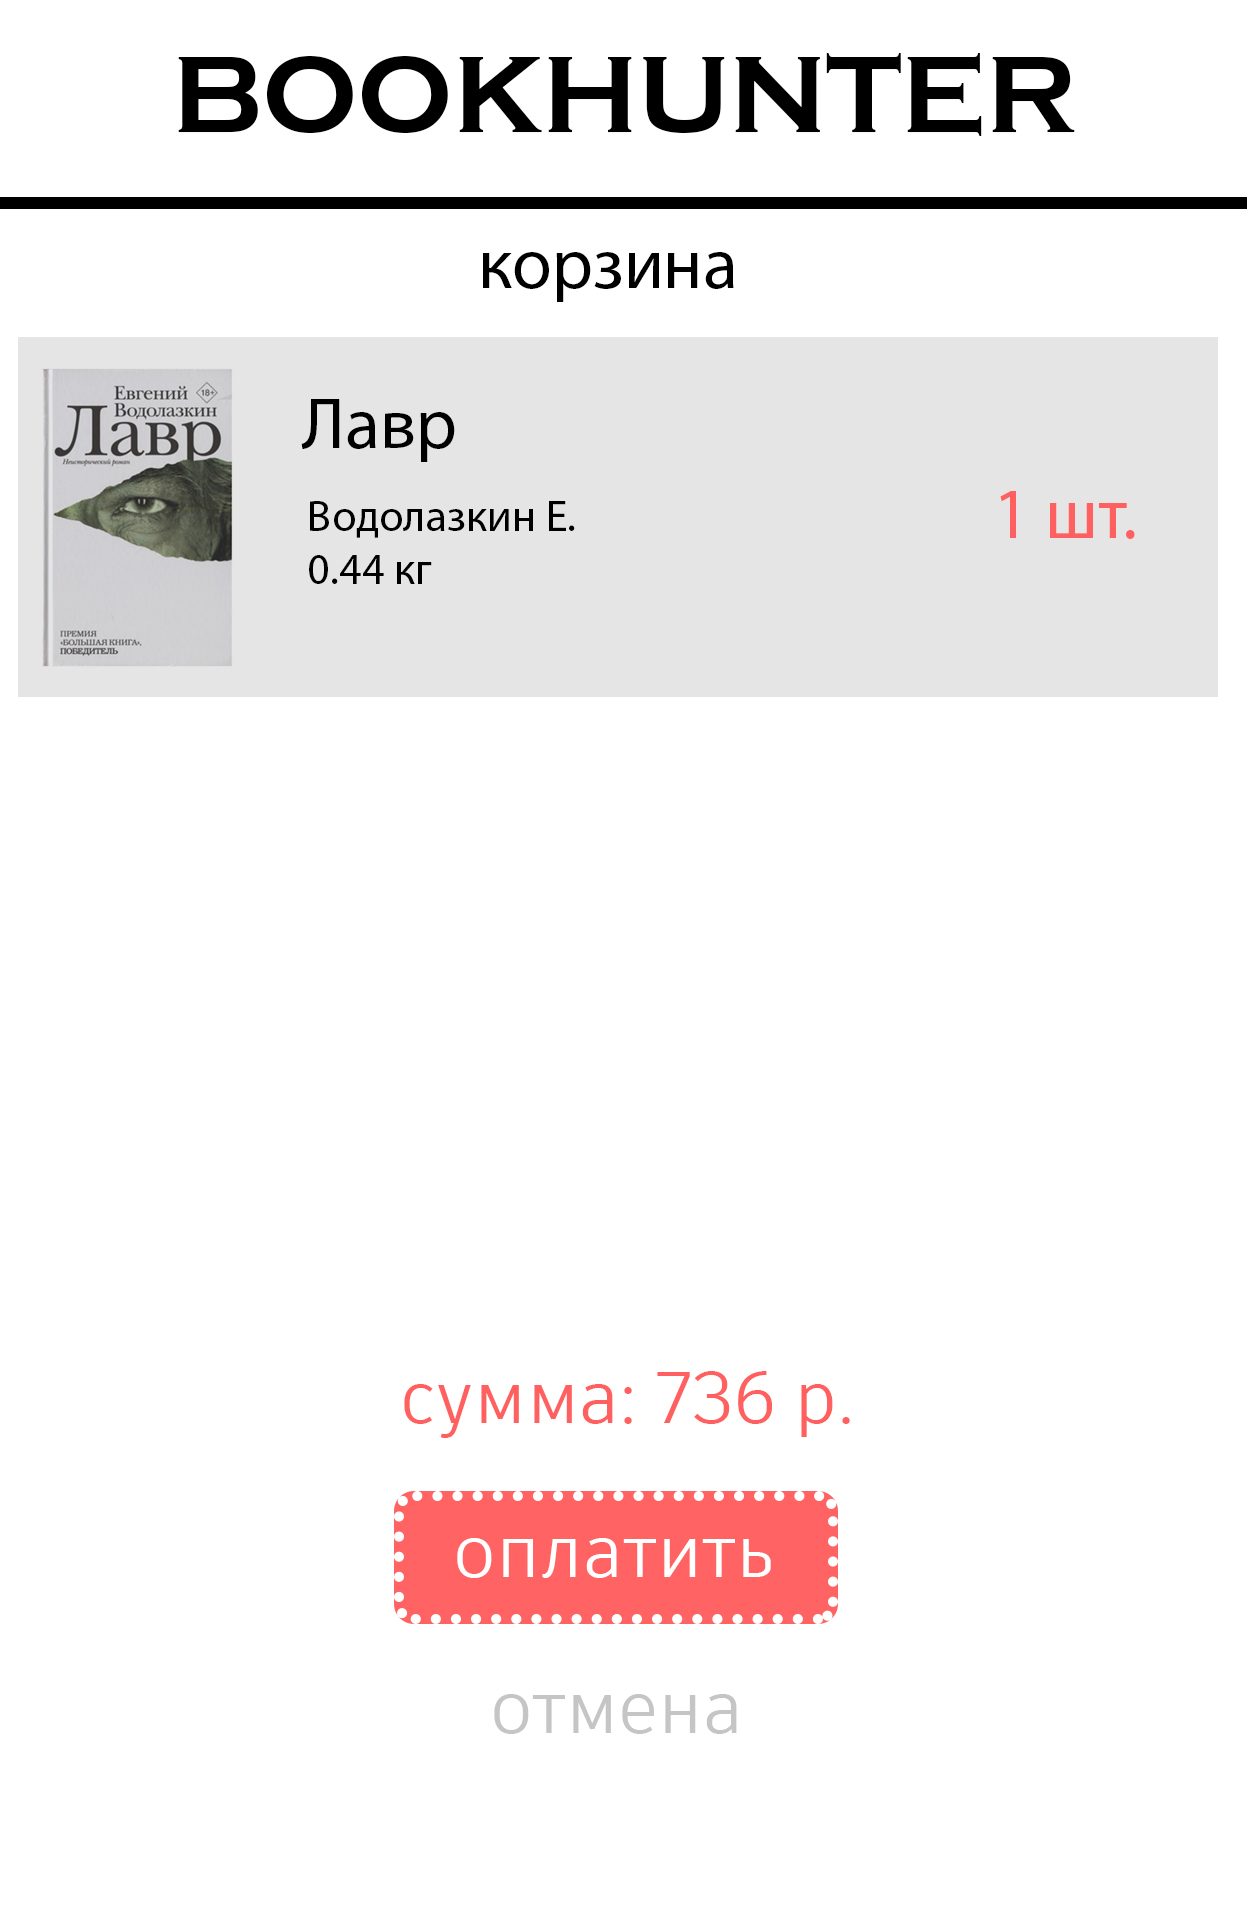 BOOKHUNTER
корзина
Евгений
18+
Водолазкин
Лавр
Неисторический роман
ПРЕМИЯ
«БОЛЬШАЯ КНИГА»,
ПОБЕДИТЕЛЬ
Лавр
Водолазкин Е.
0.44 кг
1 шт.
сумма: 736 р.
оплатить
отмена